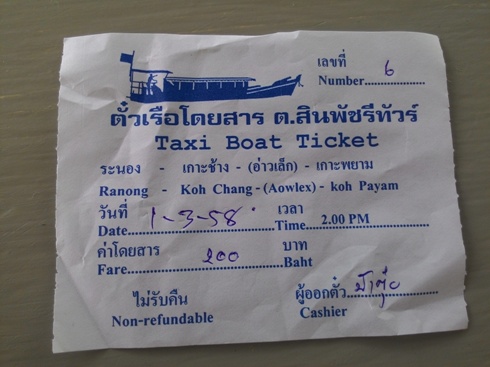 เลขที่
Number 6
ตั๋วเรือโดยสาร ต.สินพัชรีทัวร์
Taxi Boat Ticket
ระนอง - เกาะช้าง - (อ่าวเล็ก) - เกาะพยาม
Ranong - Koh Chang - (Aowlex) - koh Payam
วันที่ 1-3-58 เวลา
Date Time 2.00 PM
ค่าโดยสาร 200 บาท
Fare Baht
ไม่รับคืน ผู้ออกตั๋ว
Non-refundable Cashier